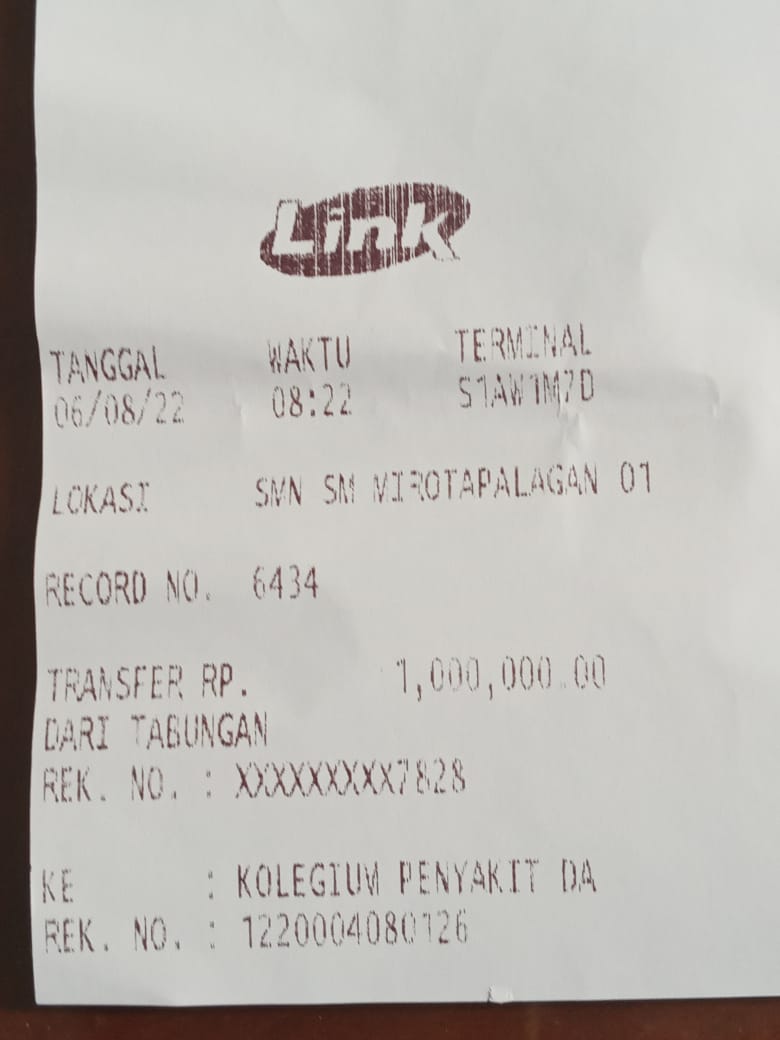 Link
TANGGAL WAKTU TERMINAL
06/08/22 08:22 S1AW1M7D
LOKASI SMN SM MIROTAPALAGAN 01
RECORD NO. 6434
TRANSFER RP. 1,000,000.00
DARI TABUNGAN
REK. NO. : XXXXXXXXX7828
KE : KOLEGIUM PENYAKIT DA
REK. NO. : 1220004080126